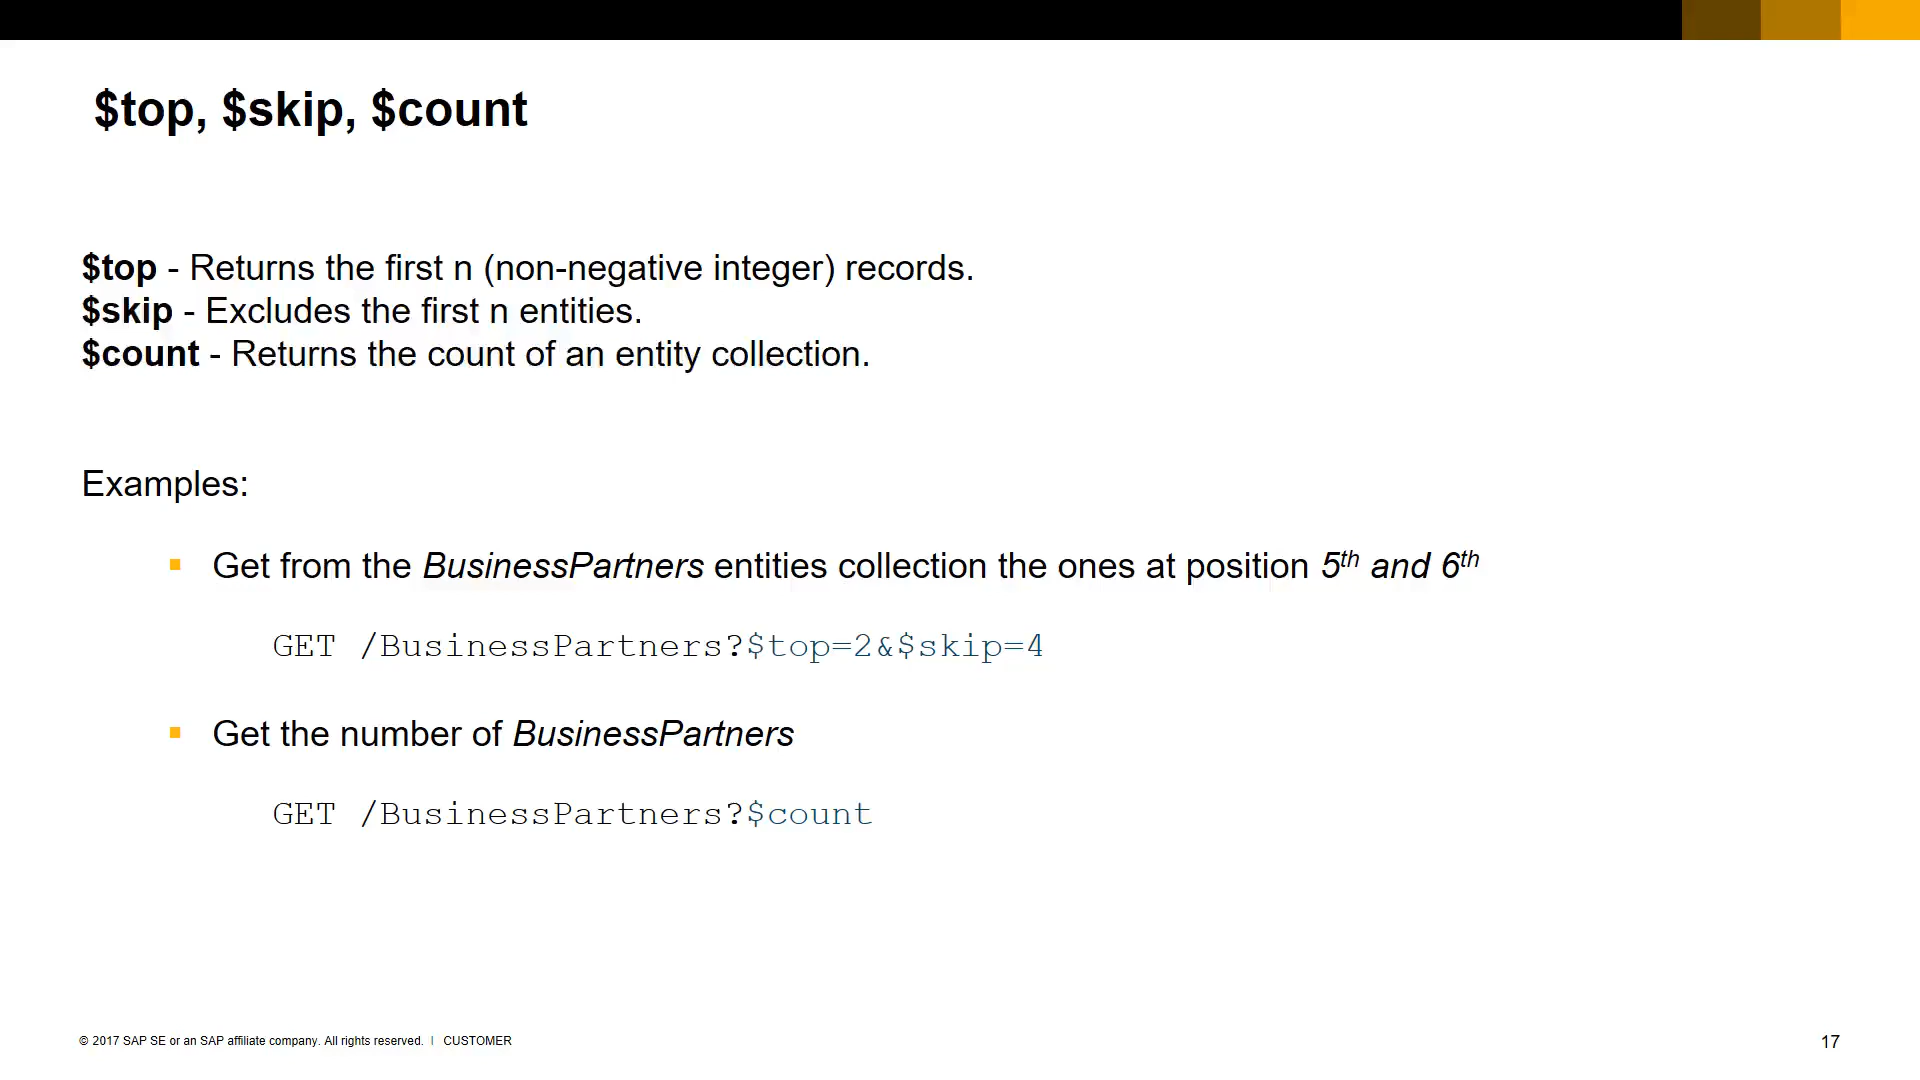 $top, $skip, $count
$top - Returns the first n (non-negative integer) records.
$skip - Excludes the first n entities.
$count - Returns the count of an entity collection.
Examples:
▪ Get from the BusinessPartners entities collection the ones at position 5th and 6th
GET /BusinessPartners?$top=2&$skip=4
▪ Get the number of BusinessPartners
GET /BusinessPartners?$count
© 2017 SAP SE or an SAP affiliate company. All rights reserved. | CUSTOMER
17